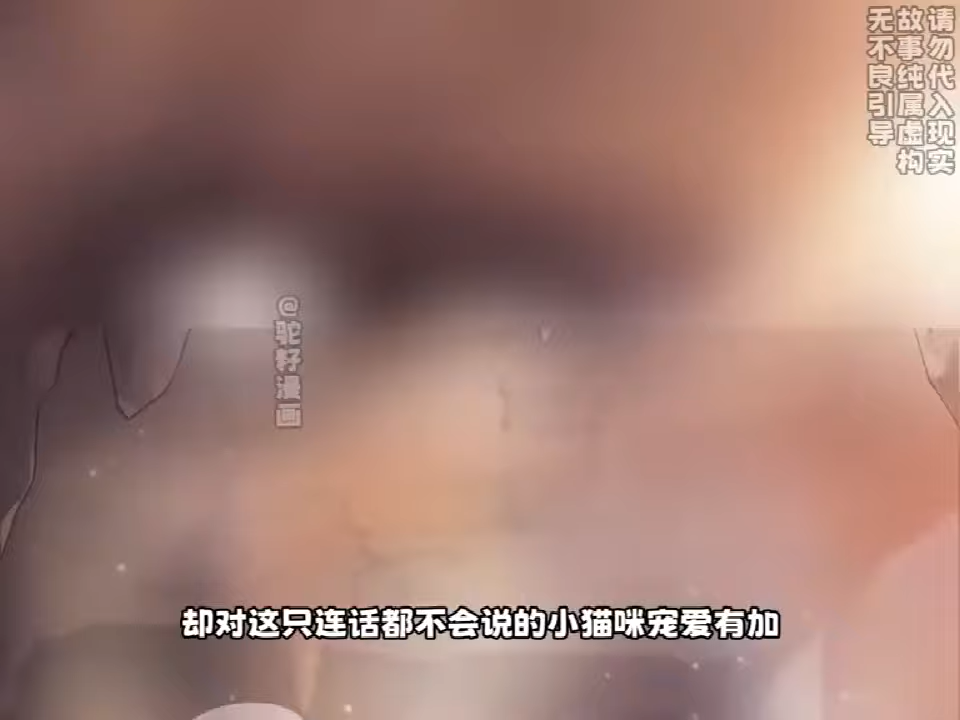 请勿代入现实
故事纯属虚构
无不良引导
@驼籽漫画
却对这只连话都不会说的小猫咪宠爱有加